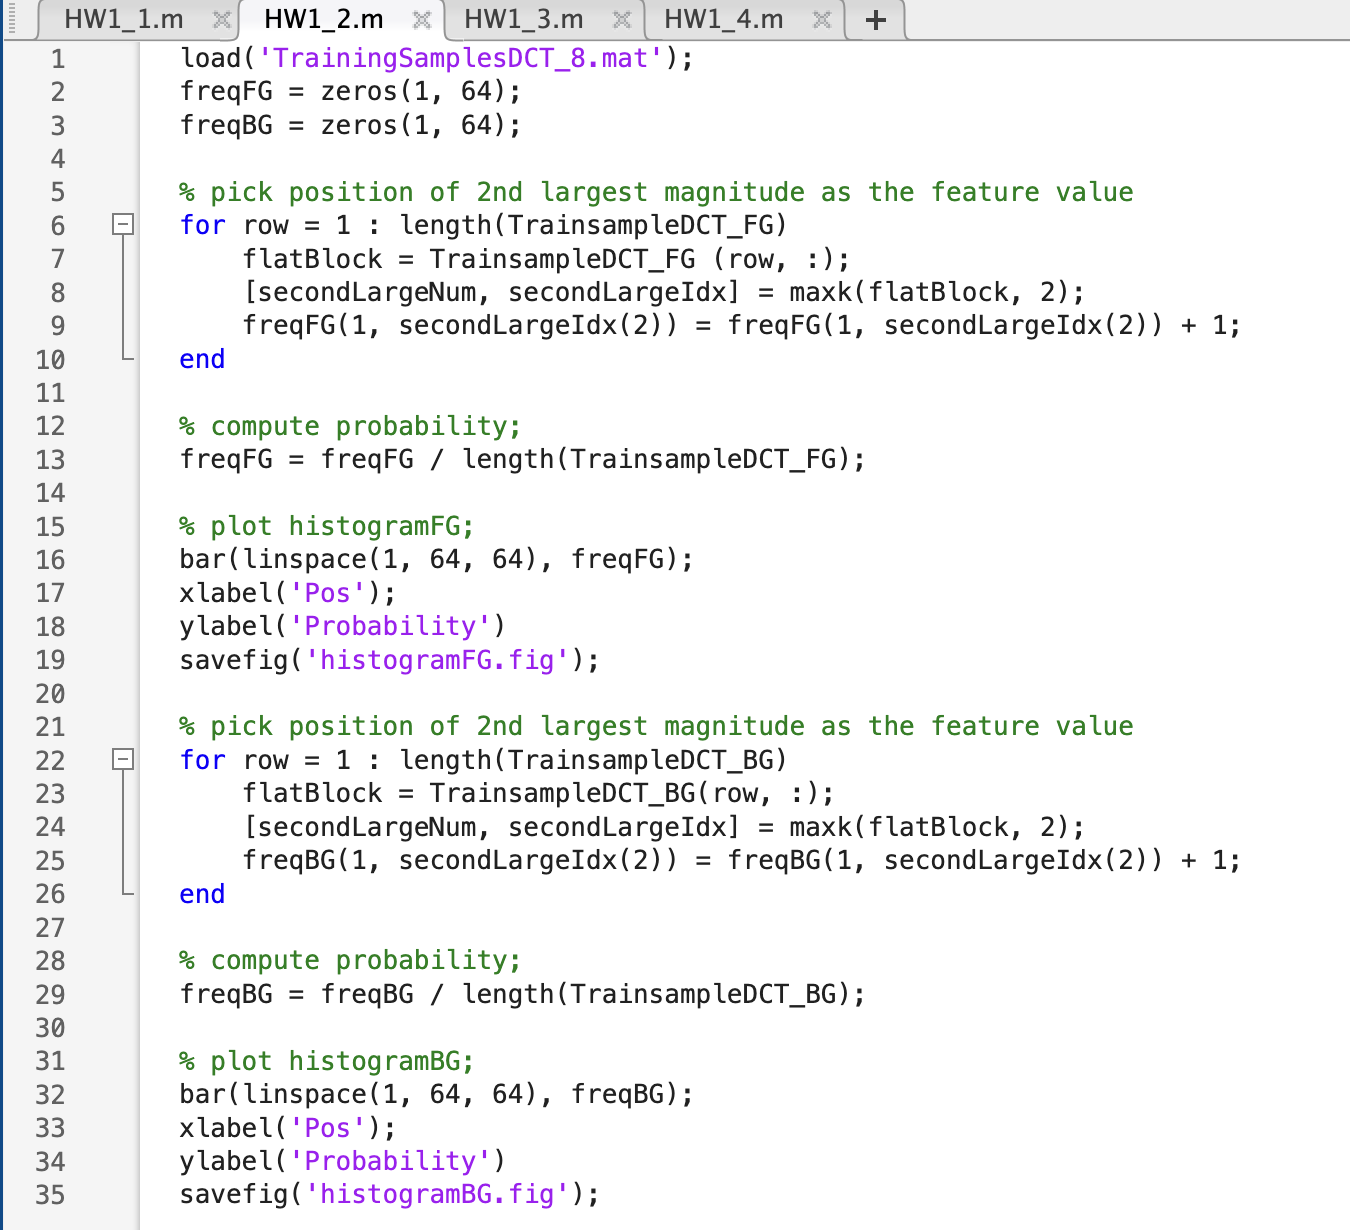 HW1_1.m HW1_2.m HW1_3.m HW1_4.m +
1 load('TrainingSamplesDCT_8.mat');
2 freqFG = zeros(1, 64);
3 freqBG = zeros(1, 64);
4
5 % pick position of 2nd largest magnitude as the feature value
6 for row = 1 : length(TrainsampleDCT_FG)
7     flatBlock = TrainsampleDCT_FG (row, :);
8     [secondLargeNum, secondLargeIdx] = maxk(flatBlock, 2);
9     freqFG(1, secondLargeIdx(2)) = freqFG(1, secondLargeIdx(2)) + 1;
10 end
11
12 % compute probability;
13 freqFG = freqFG / length(TrainsampleDCT_FG);
14
15 % plot histogramFG;
16 bar(linspace(1, 64, 64), freqFG);
17 xlabel('Pos');
18 ylabel('Probability')
19 savefig('histogramFG.fig');
20
21 % pick position of 2nd largest magnitude as the feature value
22 for row = 1 : length(TrainsampleDCT_BG)
23     flatBlock = TrainsampleDCT_BG(row, :);
24     [secondLargeNum, secondLargeIdx] = maxk(flatBlock, 2);
25     freqBG(1, secondLargeIdx(2)) = freqBG(1, secondLargeIdx(2)) + 1;
26 end
27
28 % compute probability;
29 freqBG = freqBG / length(TrainsampleDCT_BG);
30
31 % plot histogramBG;
32 bar(linspace(1, 64, 64), freqBG);
33 xlabel('Pos');
34 ylabel('Probability')
35 savefig('histogramBG.fig');